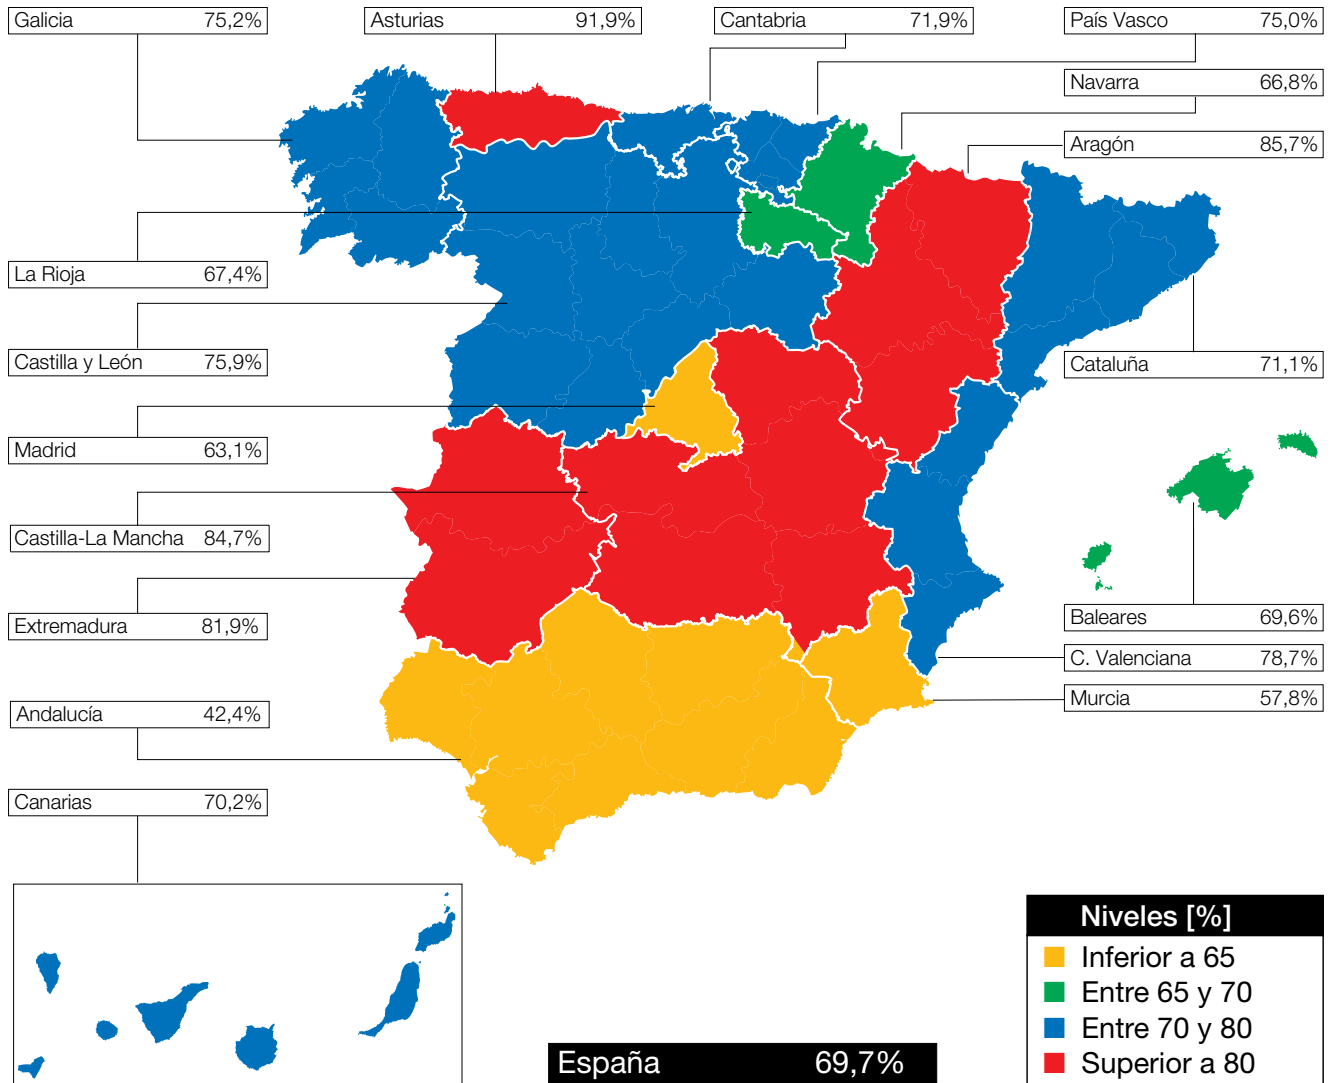 Galicia 75,2%
Asturias 91,9%
Cantabria 71,9%
País Vasco 75,0%
Navarra 66,8%
Aragón 85,7%
La Rioja 67,4%
Castilla y León 75,9%
Cataluña 71,1%
Madrid 63,1%
Castilla-La Mancha 84,7%
Extremadura 81,9%
Baleares 69,6%
C. Valenciana 78,7%
Murcia 57,8%
Andalucía 42,4%
Canarias 70,2%
Niveles [%]
Inferior a 65
Entre 65 y 70
Entre 70 y 80
Superior a 80
España 69,7%